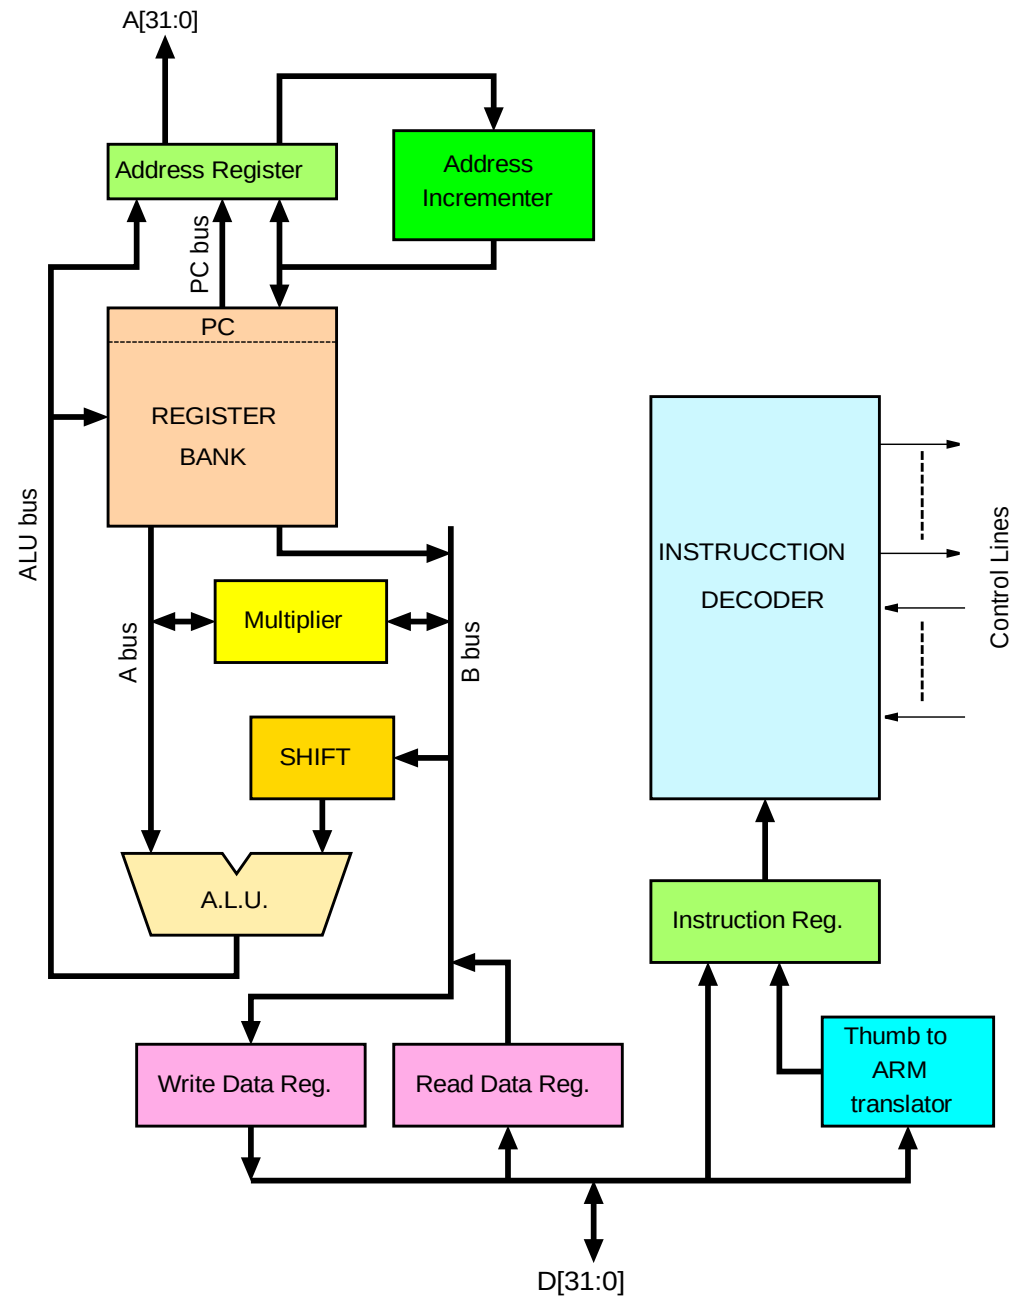 A[31:0]
Address Register
Address
Incrementer
PC bus
PC
REGISTER
BANK
ALU bus
INSTRUCCTION
DECODER
Control Lines
Multiplier
A bus
B bus
SHIFT
A.L.U.
Instruction Reg.
Thumb to
ARM
translator
Write Data Reg.
Read Data Reg.
D[31:0]